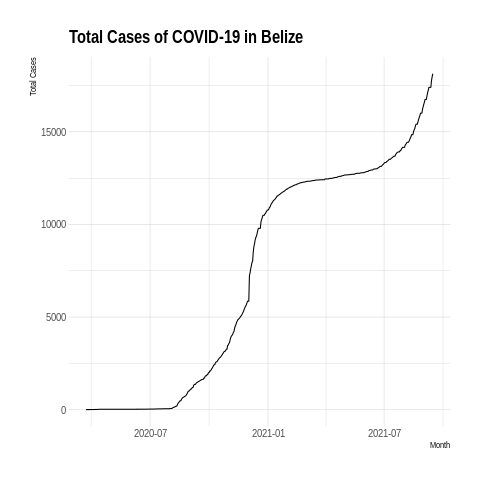 Total Cases of COVID-19 in Belize
Total Cases
15000
10000
5000
0
2020-07
2021-01
2021-07
Month